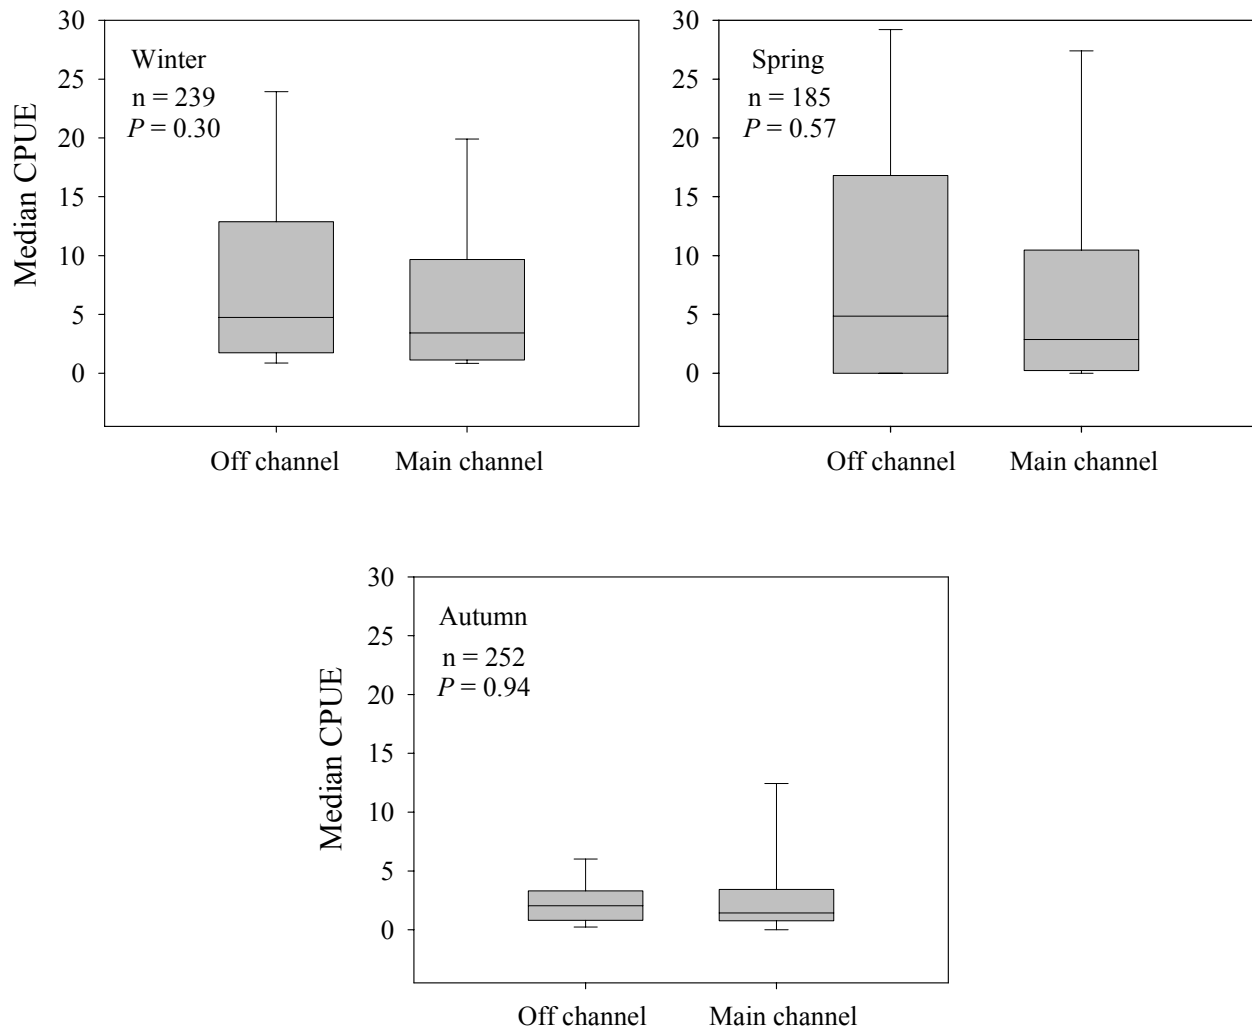 30
25
20
15
10
5
0
Median CPUE
Winter
n = 239
P = 0.30
Off channel
Main channel
30
25
20
15
10
5
0
Spring
n = 185
P = 0.57
Off channel
Main channel
30
25
20
15
10
5
0
Median CPUE
Autumn
n = 252
P = 0.94
Off channel
Main channel